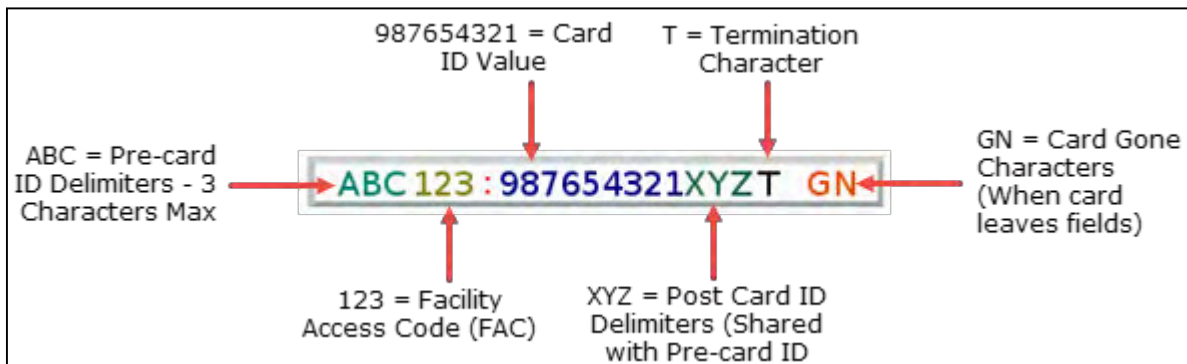 987654321 = Card
ID Value
T = Termination
Character
ABC = Pre-card
ID Delimiters - 3
Characters Max
ABC 123 : 987654321XYZT GN
GN = Card Gone
Characters
(When card
leaves fields)
123 = Facility
Access Code (FAC)
XYZ = Post Card ID
Delimiters (Shared
with Pre-card ID